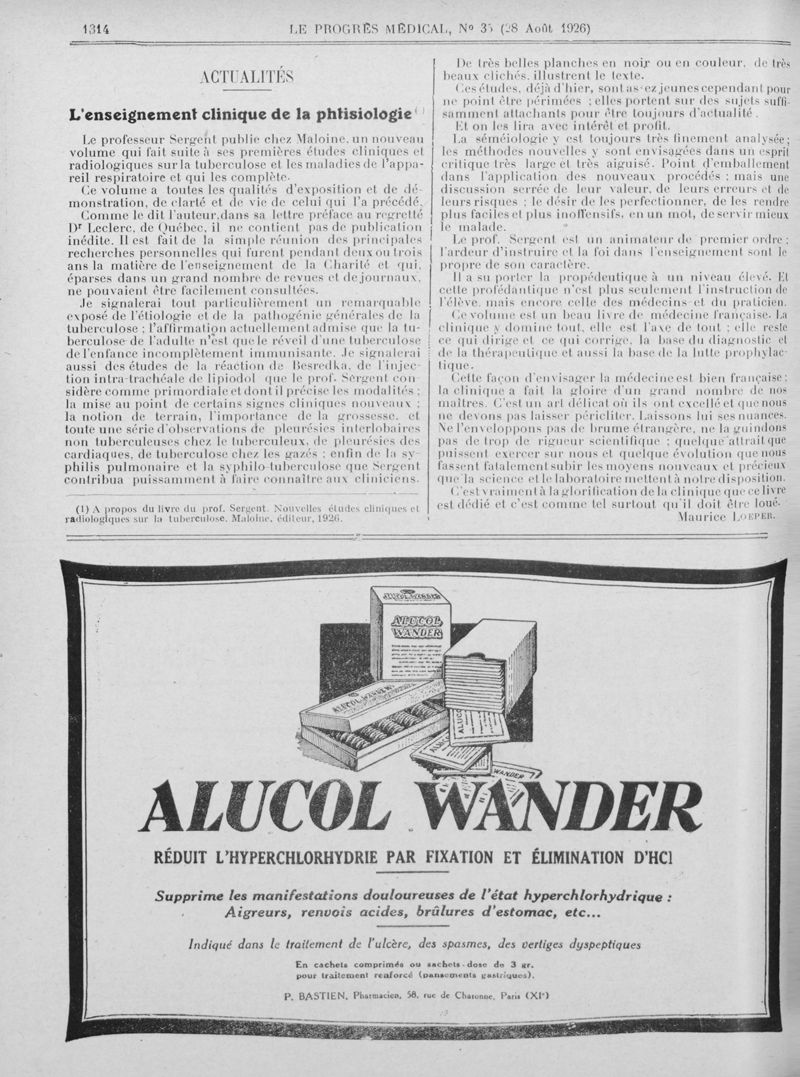 1314
LE PROGRÈS MÉDICAL, No 35 (28 Août 1926)
ACTUALITÉS
L'enseignement clinique de la phtisiologie (1)
Le professeur Sergent publie chez Maloine, un nouveau
volume qui fait suite à ses premières études cliniques et
radiologiques sur la tuberculose et les maladies de l'appa-
reil respiratoire et qui les complète.
Ce volume a toutes les qualités d'exposition et de dé-
monstration, de clarté et de vie de celui qui l'a précédé.
Comme le dit l'auteur, dans sa lettre préface au regretté
Dr Leclerc, de Québec, il ne contient pas de publication
inédite. Il est fait de la simple réunion des principales
recherches personnelles qui furent pendant deux ou trois
ans la matière de l'enseignement de la Charité et qui,
éparses dans un grand nombre de revues et de journaux,
ne pouvaient être facilement consultées.
Je signalerai tout particulièrement un remarquable
exposé de l'étiologie et de la pathogénie générales de la
tuberculose ; l'affirmation actuellement admise que la tu-
berculose de l'adulte n'est que le réveil d'une tuberculose
de l'enfance incomplètement immunisante. Je signalerai
aussi des études de la réaction de Besredka, de l'injec-
tion intra-trachéale de lipiodol que le prof. Sergent con-
sidère comme primordiale et dont il précise les modalités ;
la mise au point de certains signes cliniques nouveaux ;
la notion de terrain, l'importance de la grossesse, et
toute une série d'observations de pleurésies interlobaires
non tuberculeuses chez le tuberculeux, de pleurésies des
cardiaques, de tuberculose chez les gazés ; enfin de la sy-
philis pulmonaire et la syphilo-tuberculose que Sergent
contribua puissamment à faire connaître aux cliniciens.
(1) A propos du livre du prof. Sergent. Nouvelles études cliniques et
radiologiques sur la tuberculose. Maloine, éditeur, 1926.
De très belles planches en noir ou en couleur, de très
beaux clichés, illustrent le texte.
Ces études, déjà d'hier, sont assez jeunes cependant pour
ne point être périmées ; elles portent sur des sujets suffi-
samment attachants pour être toujours d'actualité.
Et on les lira avec intérêt et profit.
La séméiologie y est toujours très finement analysée ;
les méthodes nouvelles y sont envisagées dans un esprit
critique très large et très aiguisé. Point d'emballement
dans l'application des nouveaux procédés ; mais une
discussion serrée de leur valeur, de leurs erreurs et de
leurs risques ; le désir de les perfectionner, de les rendre
plus faciles et plus inoffensifs, en un mot, de servir mieux
le malade.
Le prof. Sergent est un animateur de premier ordre ;
l'ardeur d'instruire et la foi dans l'enseignement sont le
propre de son caractère.
Il a su porter la propédeutique à un niveau élevé. Et
cette profédantique n'est plus seulement l'instruction de
l'élève, mais encore celle des médecins et du praticien.
Ce volume est un beau livre de médecine française. La
clinique y domine tout, elle est l'axe de tout ; elle reste
ce qui dirige et ce qui corrige, la base du diagnostic et
de la thérapeutique et aussi la base de la lutte prophylac-
tique.
Cette façon d'envisager la médecine est bien française ;
la clinique a fait la gloire d'un grand nombre de nos
maîtres. C'est un art délicat où ils ont excellé et que nous
ne devons pas laisser péricliter. Laissons lui ses nuances.
Ne l'enveloppons pas de brume étrangère, ne la guindons
pas de trop de rigueur scientifique ; quelque attrait que
puissent exercer sur nous et quelque évolution que nous
fassent fatalement subir les moyens nouveaux et précieux
que la science et le laboratoire mettent à notre disposition.
C'est vraiment à la glorification de la clinique que ce livre
est dédié et c'est comme tel surtout qu'il doit être loué.
Maurice LOEPER.
ALUCOL WANDER
ALUCOL
WANDER
ALUCOL WANDER
ALUCOL
WANDER
ALUCOL WANDER
RÉDUIT L'HYPERCHLORHYDRIE PAR FIXATION ET ÉLIMINATION D'HCl
Supprime les manifestations douloureuses de l'état hyperchlorhydrique :
Aigreurs, renvois acides, brûlures d'estomac, etc...
Indiqué dans le traitement de l'ulcère, des spasmes, des vertiges dyspeptiques
En cachets comprimés ou sachets-dose de 3 gr.
pour traitement renforcé (pansements gastriques).
P. BASTIEN, Pharmacien, 58, rue de Charonne, Paris (XIe)